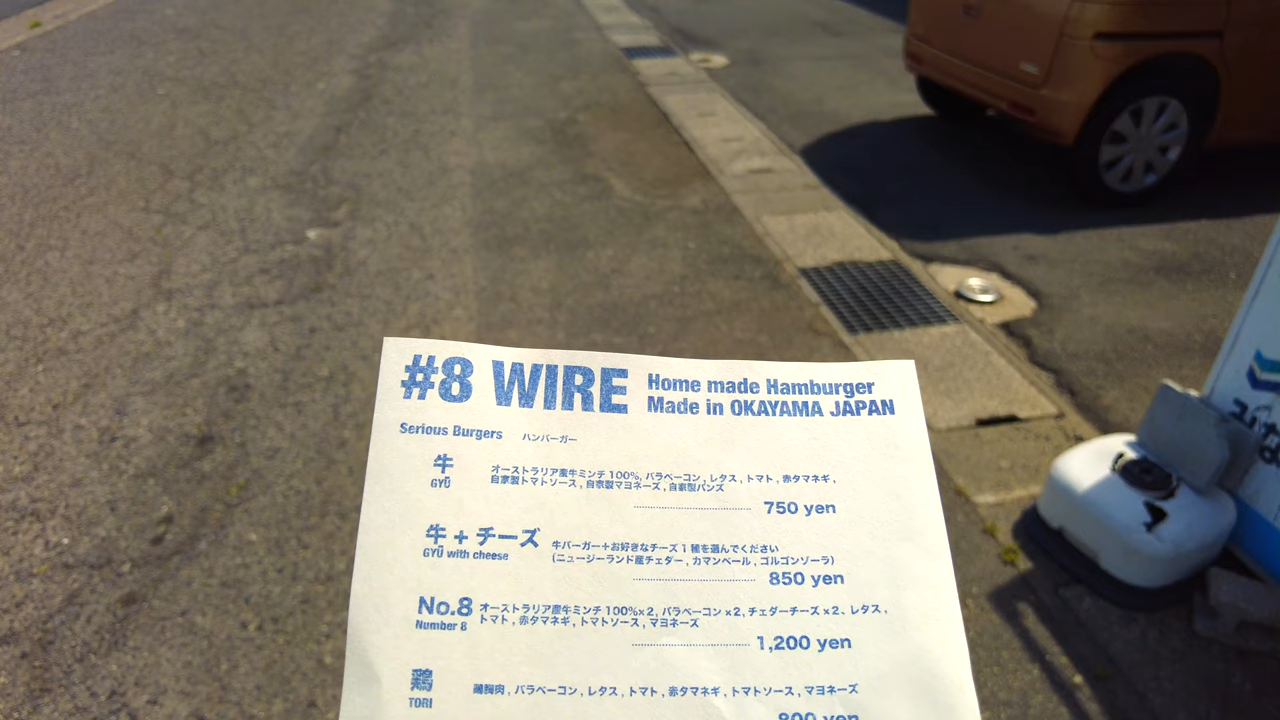 #8 WIRE
Home made Hamburger
Made in OKAYAMA JAPAN
Serious Burgers ハンバーガー
牛
GYŪ
オーストラリア産牛ミンチ 100%, バラベーコン , レタス , トマト , 赤タマネギ ,
自家製トマトソース , 自家製マヨネーズ , 自家製バンズ
750 yen
牛 + チーズ
GYŪ with cheese
牛バーガー+お好きなチーズ 1 種を選んでください
(ニュージーランド産チェダー , カマンベール , ゴルゴンゾーラ)
850 yen
No.8
Number 8
オーストラリア産牛ミンチ 100%×2, バラベーコン ×2, チェダーチーズ ×2、レタス ,
トマト , 赤タマネギ , トマトソース , マヨネーズ
1,200 yen
鶏
TORI
鶏胸肉 , バラベーコン , レタス , トマト , 赤タマネギ , トマトソース , マヨネーズ